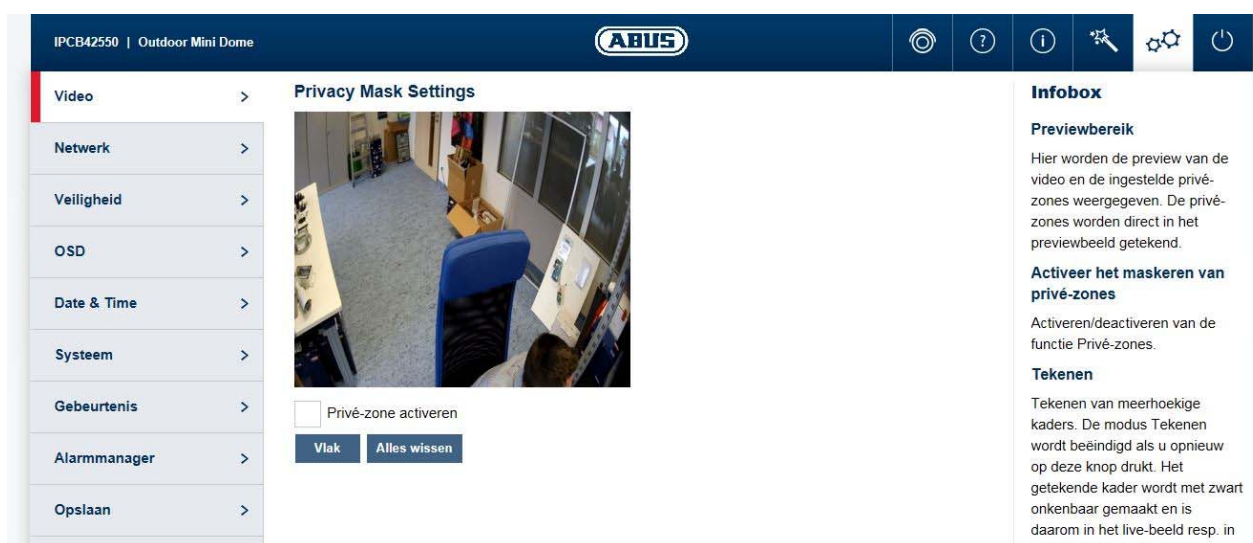 IPCB42550 | Outdoor Mini Dome
ABUS
Video >
Netwerk >
Veiligheid >
OSD >
Date & Time >
Systeem >
Gebeurtenis >
Alarmmanager >
Opslaan >
Privacy Mask Settings
Privé-zone activeren
Vlak
Alles wissen
Infobox
Previewbereik
Hier worden de preview van de
video en de ingestelde privé-
zones weergegeven. De privé-
zones worden direct in het
previewbeeld getekend.
Activeer het maskeren van
privé-zones
Activeren/deactiveren van de
functie Privé-zones.
Tekenen
Tekenen van meerhoekige
kaders. De modus Tekenen
wordt beëindigd als u opnieuw
op deze knop drukt. Het
getekende kader wordt met zwart
onkenbaar gemaakt en is
daarom in het live-beeld resp. in